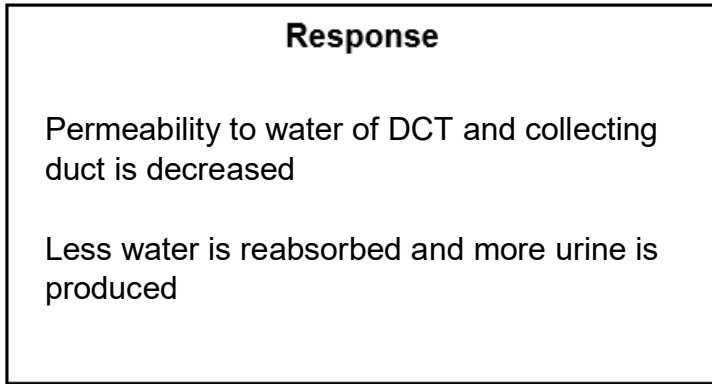 Response
Permeability to water of DCT and collecting
duct is decreased
Less water is reabsorbed and more urine is
produced